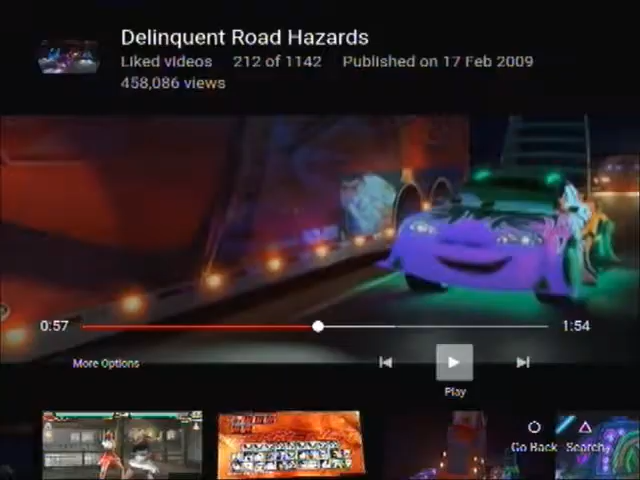 Delinquent Road Hazards
Liked videos 212 of 1142 Published on 17 Feb 2009
458,086 views
0:57
1:54
More Options
Play
Go Back Search